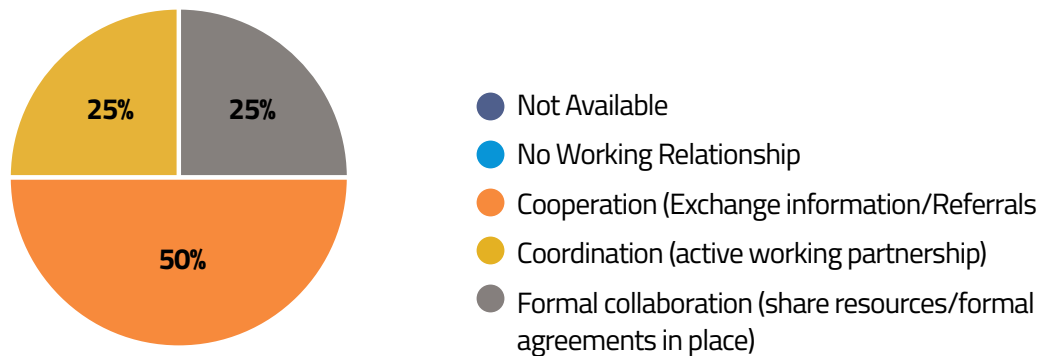 25%
25%
50%
Not Available
No Working Relationship
Cooperation (Exchange information/Referrals
Coordination (active working partnership)
Formal collaboration (share resources/formal
agreements in place)